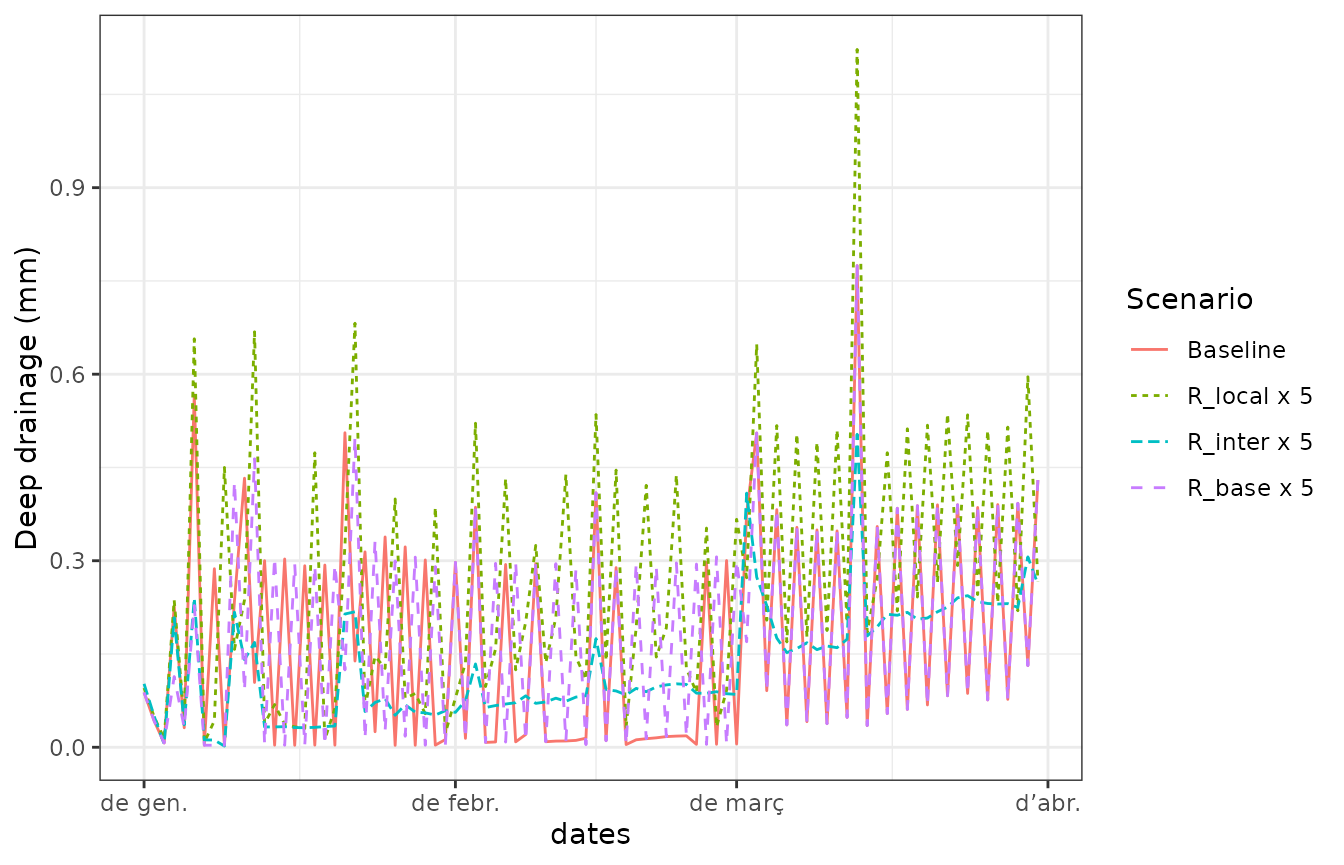 Deep drainage (mm)
0.9
0.6
0.3
0.0
de gen.
de febr.
de març
d’abr.
dates
Scenario
Baseline
R_local x 5
R_inter x 5
R_base x 5